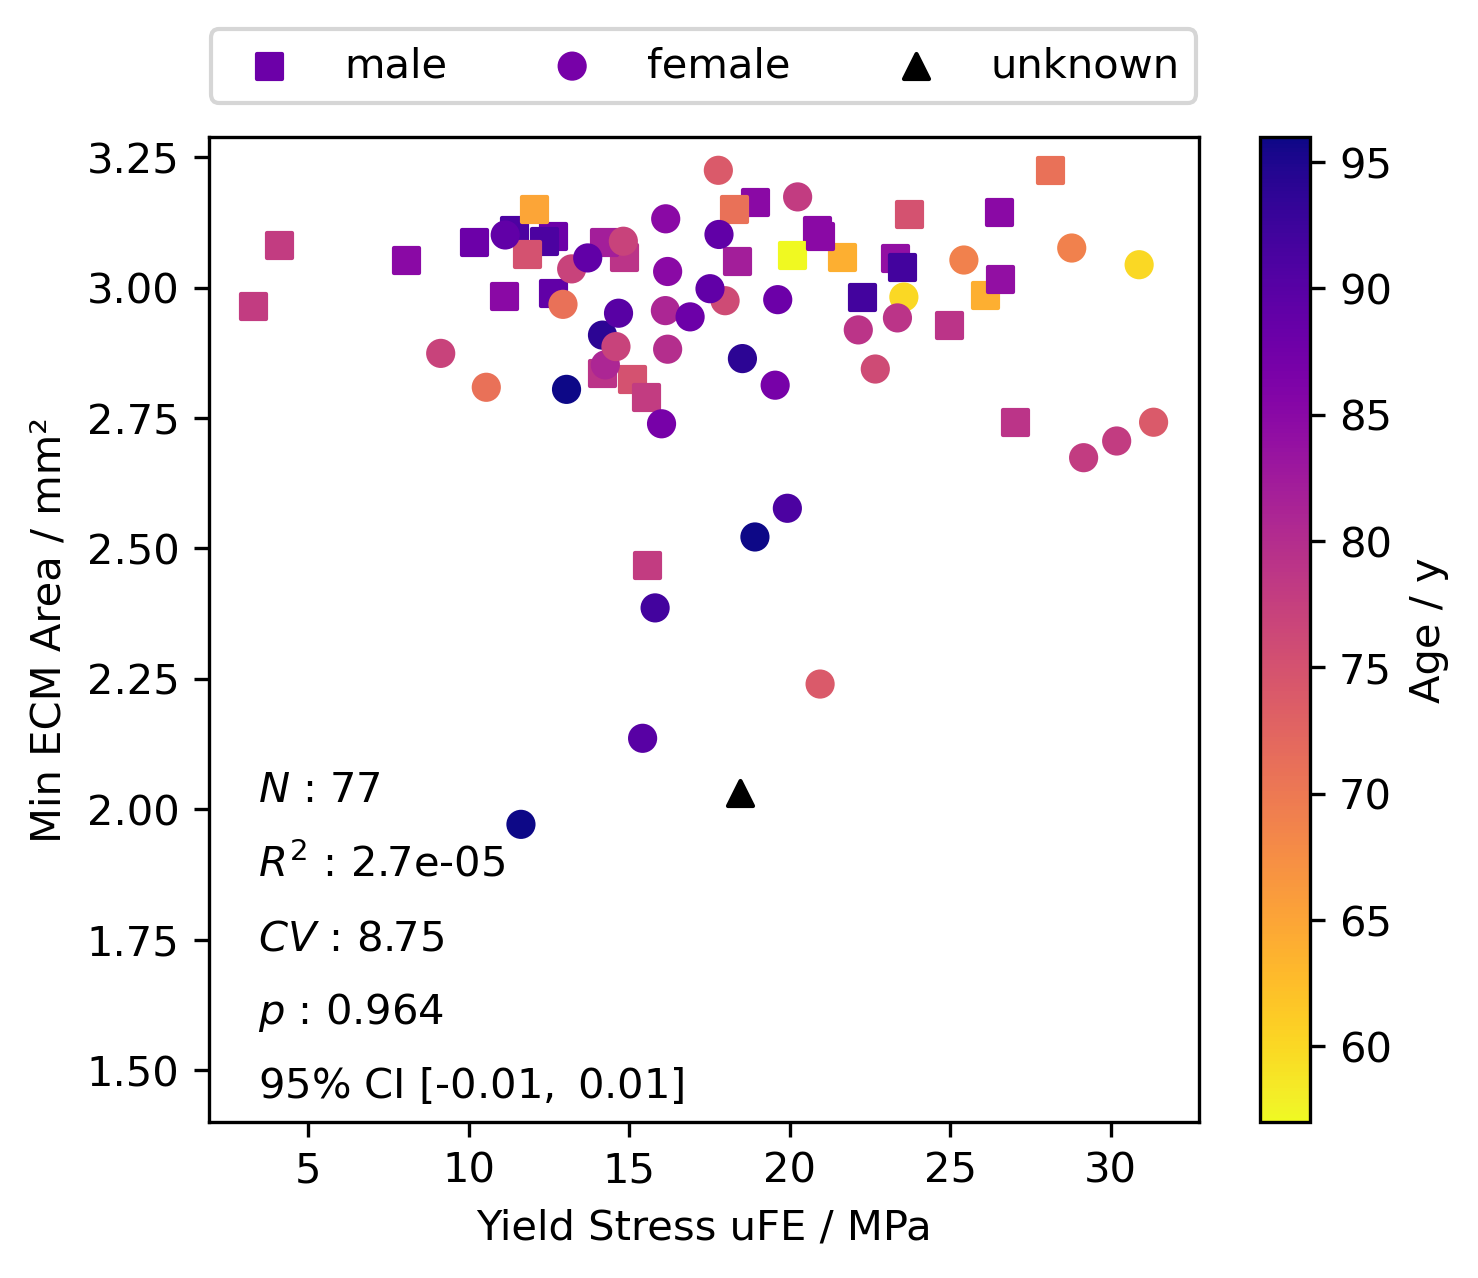 male female unknown
3.25
3.00
2.75
2.50
2.25
2.00
1.75
1.50
Min ECM Area / mm²
N : 77
R² : 2.7e-05
CV : 8.75
p : 0.964
95% CI [-0.01, 0.01]
5 10 15 20 25 30
Yield Stress uFE / MPa
95
90
85
80
75
70
65
60
Age / y